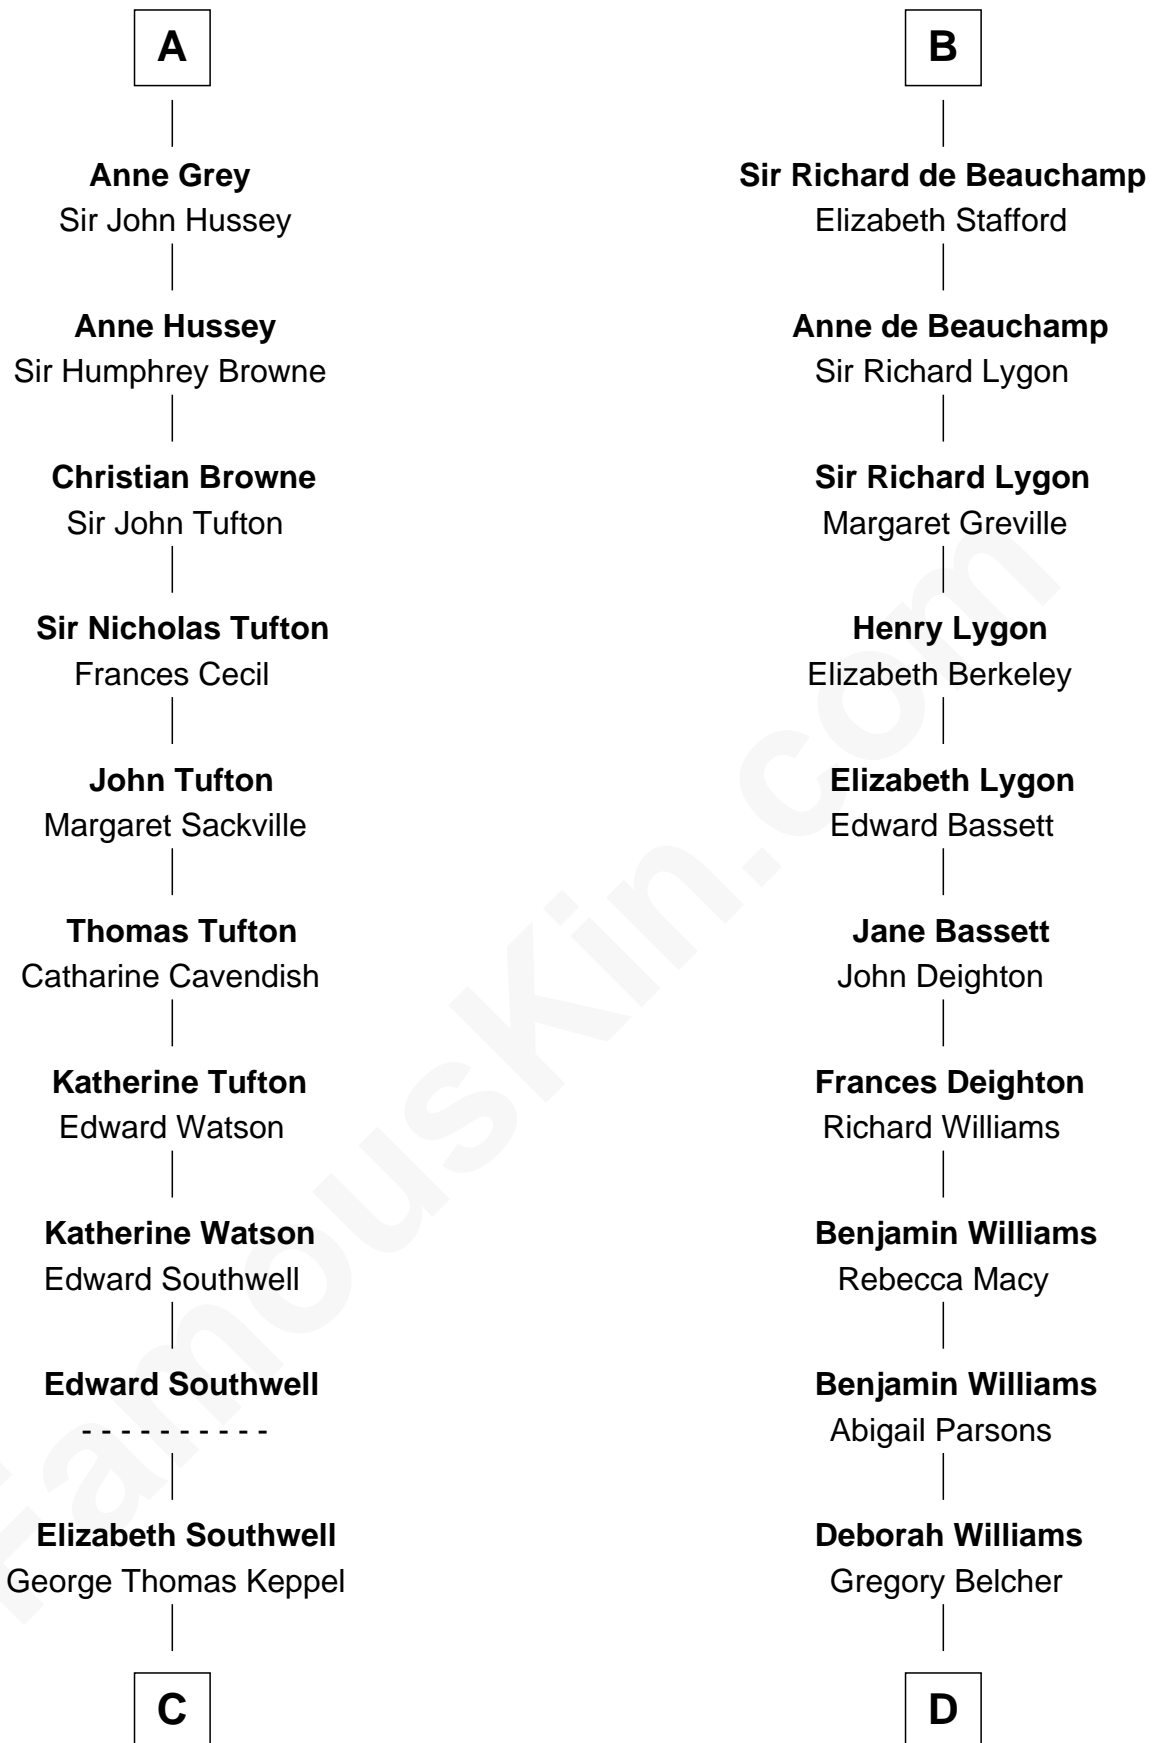 A
Anne Grey
Sir John Hussey
Anne Hussey
Sir Humphrey Browne
Christian Browne
Sir John Tufton
Sir Nicholas Tufton
Frances Cecil
John Tufton
Margaret Sackville
Thomas Tufton
Catharine Cavendish
Katherine Tufton
Edward Watson
Katherine Watson
Edward Southwell
Edward Southwell
- - - - - - - - - -
Elizabeth Southwell
George Thomas Keppel
C
B
Sir Richard de Beauchamp
Elizabeth Stafford
Anne de Beauchamp
Sir Richard Lygon
Sir Richard Lygon
Margaret Greville
Henry Lygon
Elizabeth Berkeley
Elizabeth Lygon
Edward Bassett
Jane Bassett
John Deighton
Frances Deighton
Richard Williams
Benjamin Williams
Rebecca Macy
Benjamin Williams
Abigail Parsons
Deborah Williams
Gregory Belcher
D
FamousKin.com